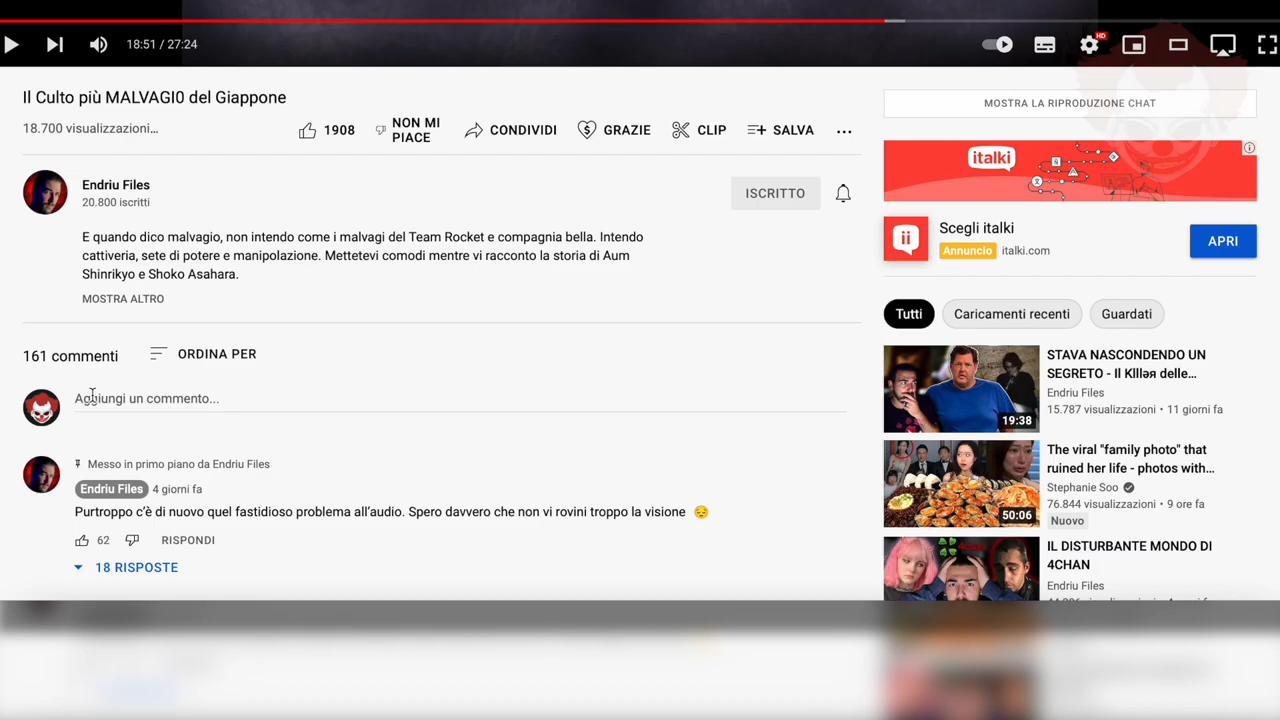 18:51 / 27:24
HD
Il Culto più MALVAGI0 del Giappone
18.700 visualizzazioni...
1908
NON MI
PIACE
CONDIVIDI
GRAZIE
CLIP
SALVA
Endriu Files
20.800 iscritti
ISCRITTO
E quando dico malvagio, non intendo come i malvagi del Team Rocket e compagnia bella. Intendo
cattiveria, sete di potere e manipolazione. Mettetevi comodi mentre vi racconto la storia di Aum
Shinrikyo e Shoko Asahara.
MOSTRA ALTRO
161 commenti
ORDINA PER
Aggiungi un commento...
Messo in primo piano da Endriu Files
Endriu Files 4 giorni fa
Purtroppo c'è di nuovo quel fastidioso problema all'audio. Spero davvero che non vi rovini troppo la visione 😔
62
RISPONDI
18 RISPOSTE
MOSTRA LA RIPRODUZIONE CHAT
italki
Scegli italki
Annuncio italki.com
APRI
Tutti
Caricamenti recenti
Guardati
STAVA NASCONDENDO UN
SEGRETO - Il KIllәя delle...
Endriu Files
15.787 visualizzazioni • 11 giorni fa
19:38
The viral "family photo" that
ruined her life - photos with...
Stephanie Soo
76.844 visualizzazioni • 9 ore fa
Nuovo
50:06
IL DISTURBANTE MONDO DI
4CHAN
Endriu Files